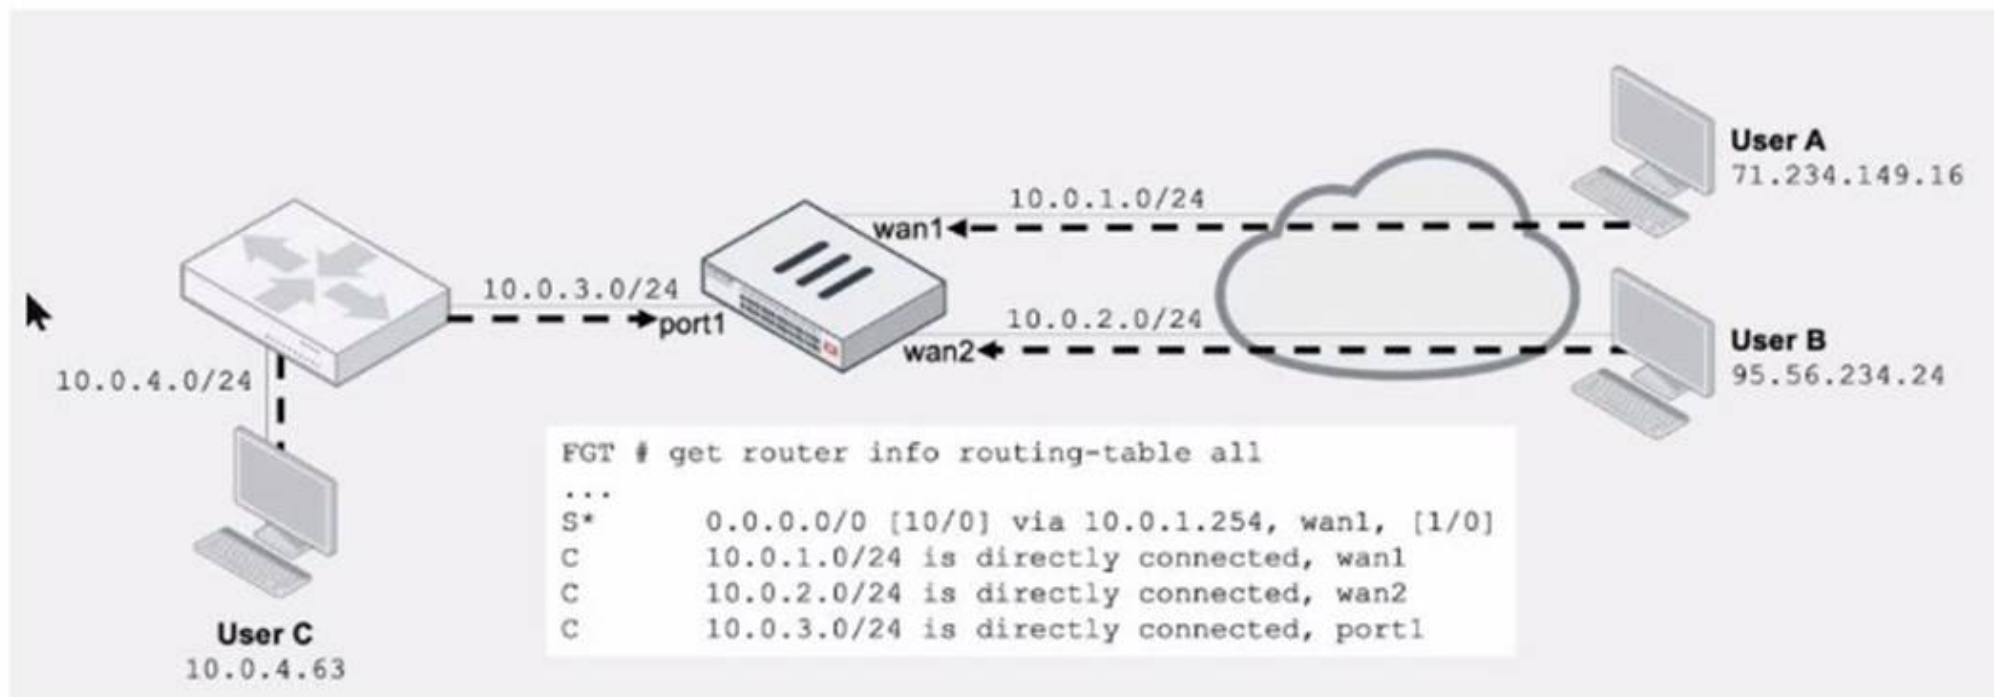 User A
71.234.149.16
10.0.1.0/24
wan1
10.0.3.0/24
port1
10.0.2.0/24
wan2
User B
95.56.234.24
10.0.4.0/24
User C
10.0.4.63
FGT # get router info routing-table all
...
S* 0.0.0.0/0 [10/0] via 10.0.1.254, wan1, [1/0]
C 10.0.1.0/24 is directly connected, wan1
C 10.0.2.0/24 is directly connected, wan2
C 10.0.3.0/24 is directly connected, port1